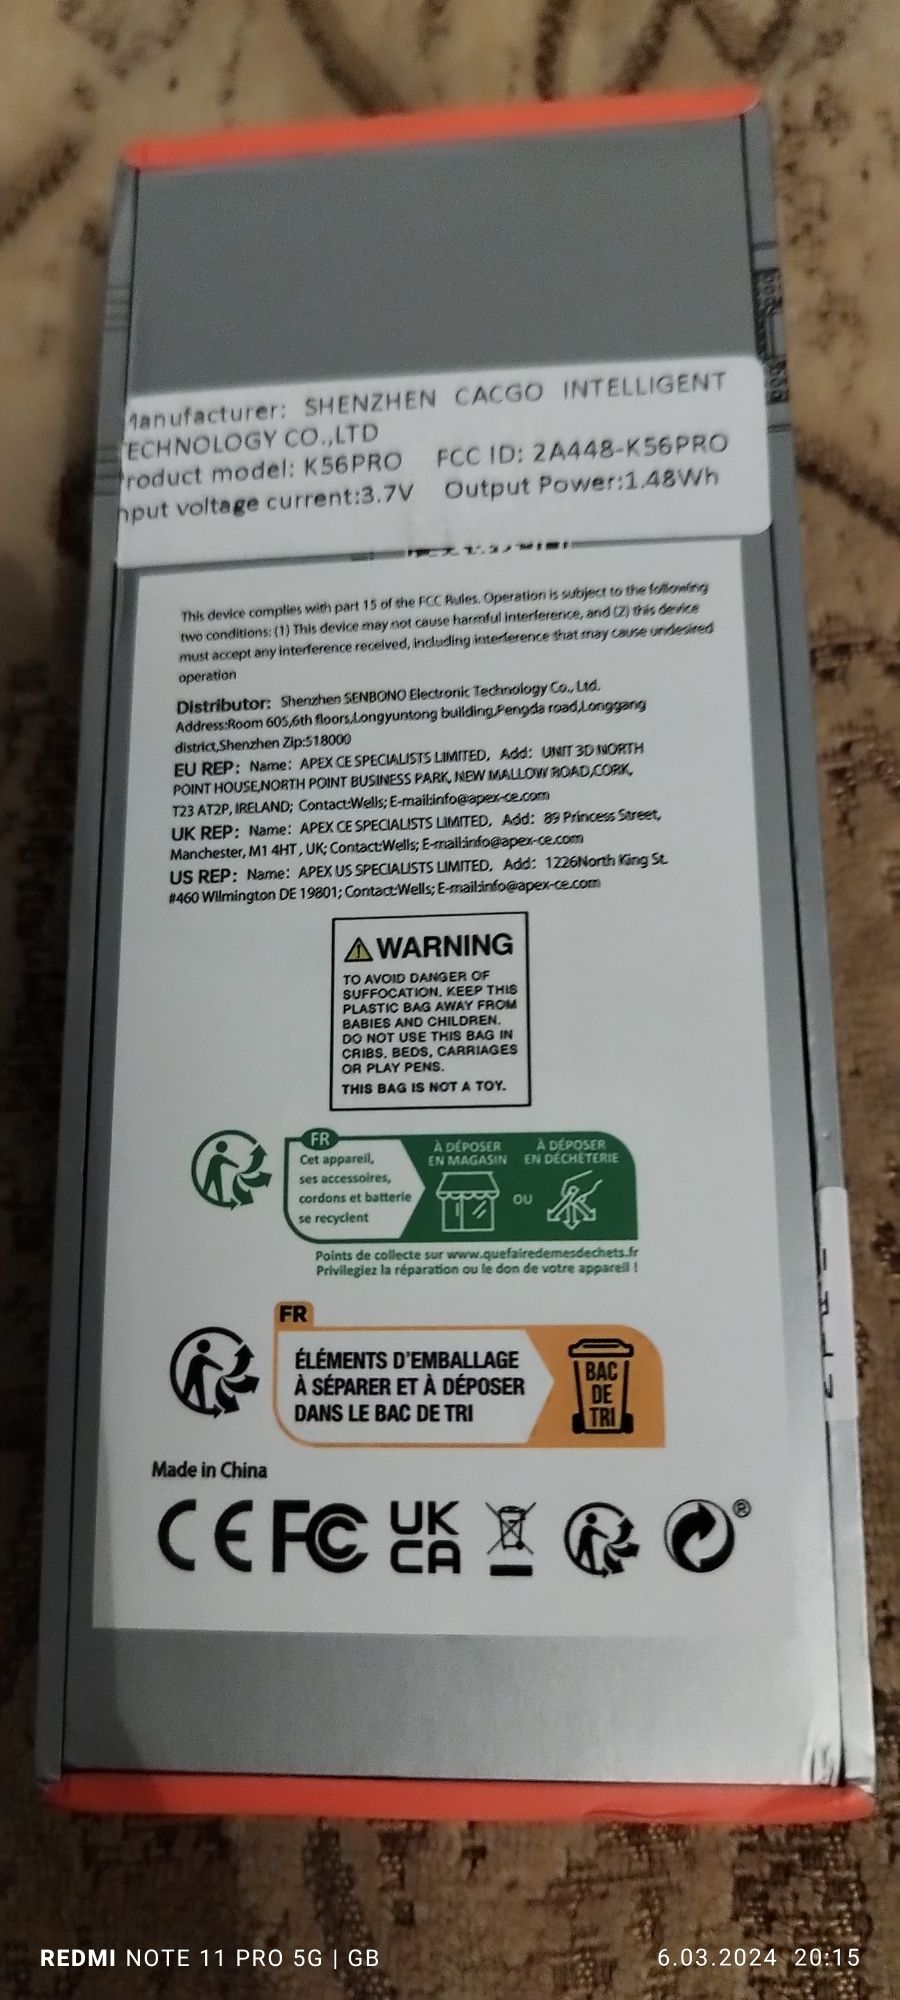 Manufacturer: SHENZHEN CACGO INTELLIGENT
TECHNOLOGY CO.,LTD
Product model: K56PRO FCC ID: 2A448-K56PRO
Input voltage current:3.7V Output Power:1.48Wh
This device complies with part 15 of the FCC Rules. Operation is subject to the following
two conditions: (1) This device may not cause harmful interference, and (2) this device
must accept any interference received, including interference that may cause undesired
operation
Distributor: Shenzhen SENBONO Electronic Technology Co., Ltd.
Address:Room 605,6th floors,Longyuntong building,Pengda road,Longgang
district,Shenzhen Zip:518000
EU REP: Name: APEX CE SPECIALISTS LIMITED, Add: UNIT 3D NORTH
POINT HOUSE,NORTH POINT BUSINESS PARK, NEW MALLOW ROAD,CORK,
T23 AT2P, IRELAND; Contact:Wells; E-mail:info@apex-ce.com
UK REP: Name: APEX CE SPECIALISTS LIMITED, Add: 89 Princess Street,
Manchester, M1 4HT, UK; Contact:Wells; E-mail:info@apex-ce.com
US REP: Name: APEX US SPECIALISTS LIMITED, Add: 1226North King St.
#460 Wilmington DE 19801; Contact:Wells; E-mail:info@apex-ce.com
WARNING
TO AVOID DANGER OF
SUFFOCATION, KEEP THIS
PLASTIC BAG AWAY FROM
BABIES AND CHILDREN.
DO NOT USE THIS BAG IN
CRIBS, BEDS, CARRIAGES
OR PLAY PENS.
THIS BAG IS NOT A TOY.
FR
Cet appareil,
ses accessoires,
cordons et batterie
se recyclent
À DÉPOSER
EN MAGASIN
OU
À DÉPOSER
EN DÉCHÈTERIE
Points de collecte sur www.quefairedemesdechets.fr
Privilegiez la réparation ou le don de votre appareil !
FR
ÉLÉMENTS D'EMBALLAGE
À SÉPARER ET À DÉPOSER
DANS LE BAC DE TRI
BAC
DE
TRI
Made in China
CE FC UK CA ®
REDMI NOTE 11 PRO 5G | GB 6.03.2024 20:15